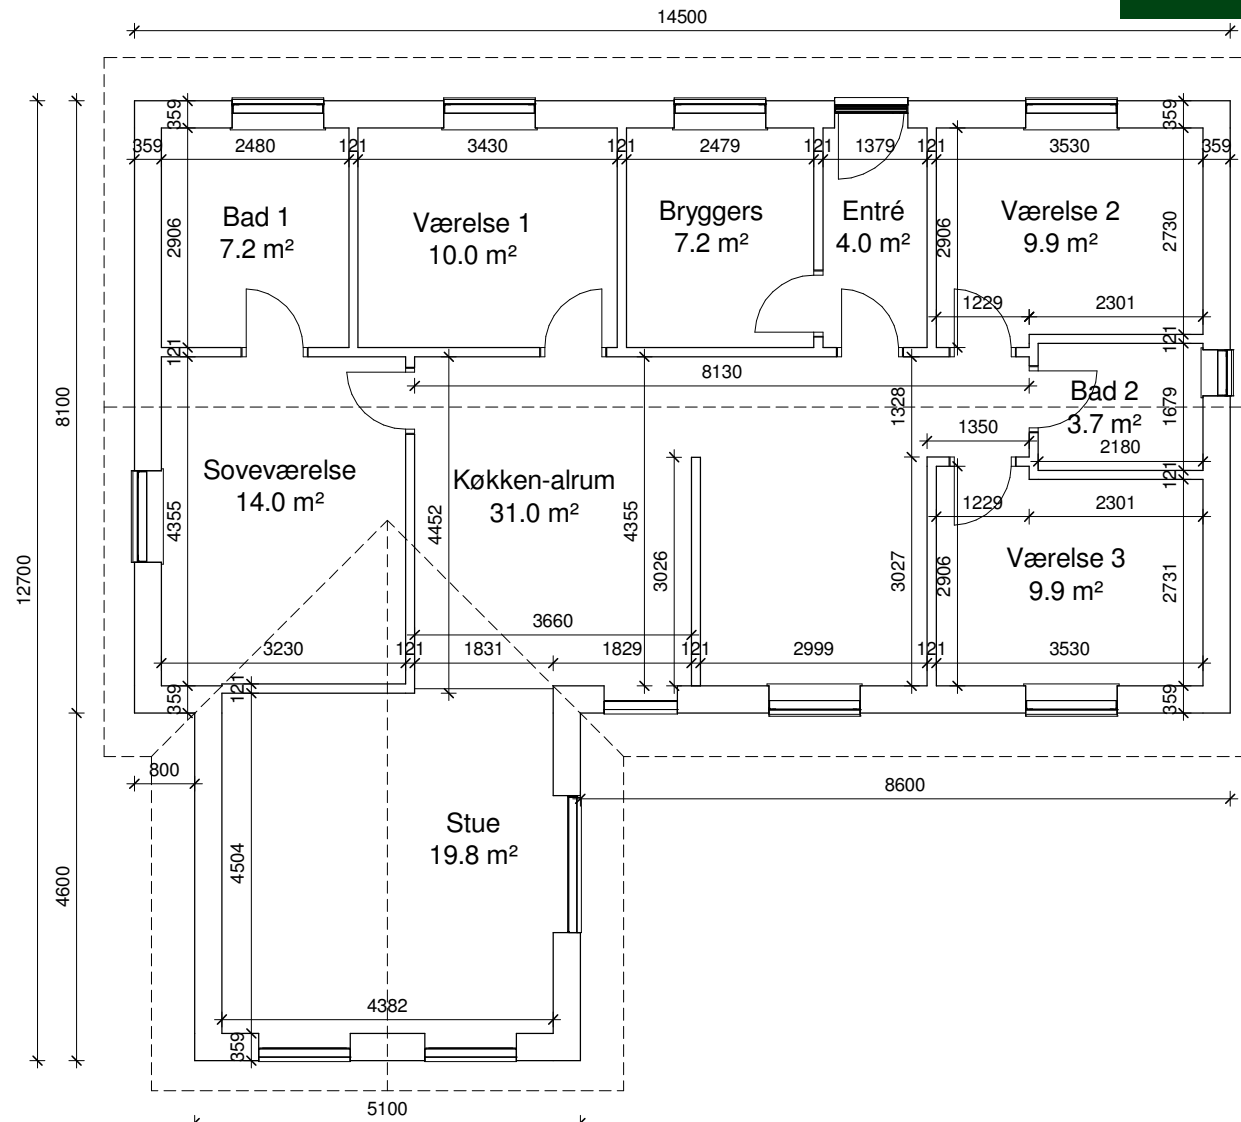 14500
359
359
359 2480 121 3430 121 2479 121 1379 121 3530 359
Bad 1
7.2 m²
Værelse 1
10.0 m²
Bryggers
7.2 m²
Entré
4.0 m²
Værelse 2
9.9 m²
2906
2906
2730
1229
2301
121
121
8130
8100
1328
Bad 2
3.7 m²
1679
1350
2180
121
Soveværelse
14.0 m²
Køkken-alrum
31.0 m²
4355
4452
4355
3026
3027
1229
2301
Værelse 3
9.9 m²
2906
2731
12700
3660
3230 121 1831 1829 121 2999 121 3530
359
121
359
800
8600
Stue
19.8 m²
4504
4600
4382
359
5100